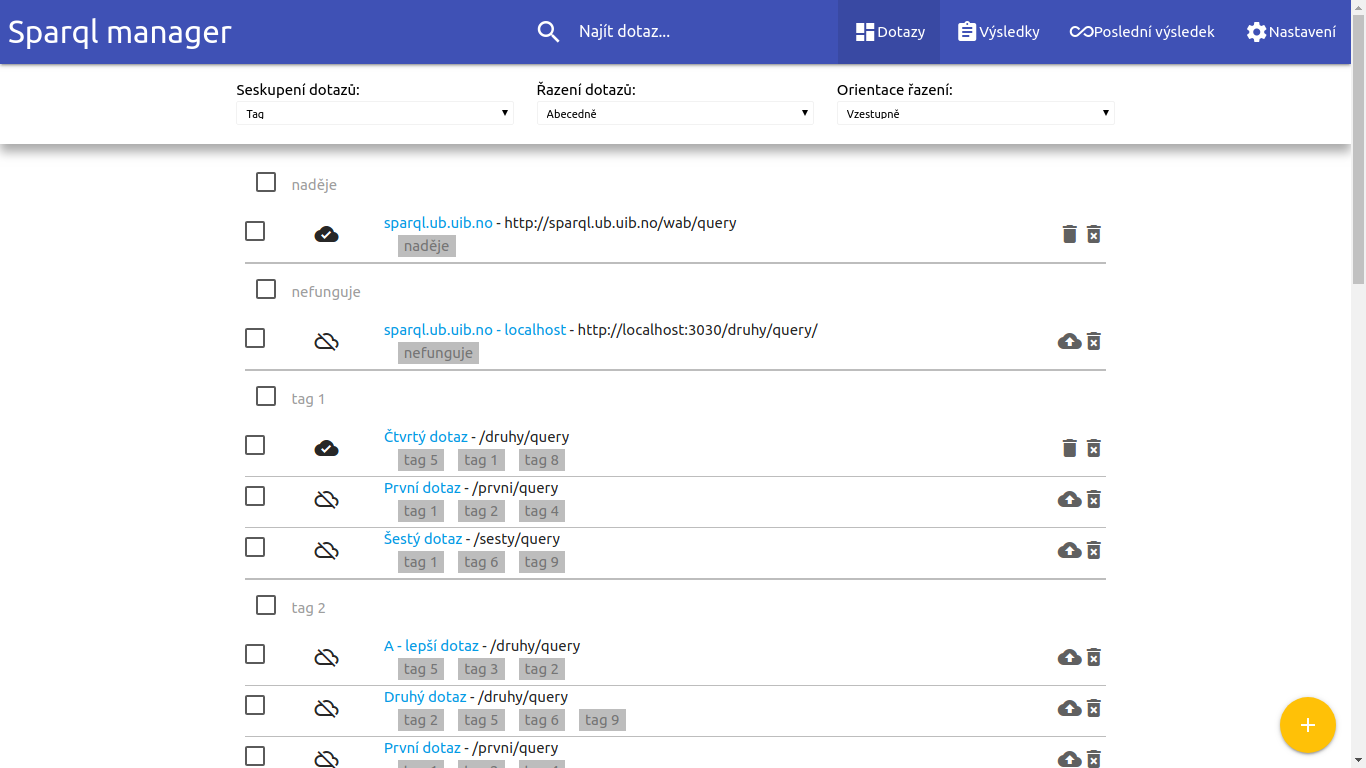 Sparql manager
Najít dotaz...
Dotazy
Výsledky
Poslední výsledek
Nastavení
Seskupení dotazů:
Řazení dotazů:
Orientace řazení:
Tag
Abecedně
Vzestupně
naděje
sparql.ub.uib.no - http://sparql.ub.uib.no/wab/query
naděje
nefunguje
sparql.ub.uib.no - localhost - http://localhost:3030/druhy/query/
nefunguje
tag 1
Čtvrtý dotaz - /druhy/query
tag 5 tag 1 tag 8
První dotaz - /prvni/query
tag 1 tag 2 tag 4
Šestý dotaz - /sesty/query
tag 1 tag 6 tag 9
tag 2
A - lepší dotaz - /druhy/query
tag 5 tag 3 tag 2
Druhý dotaz - /druhy/query
tag 2 tag 5 tag 6 tag 9
První dotaz - /prvni/query